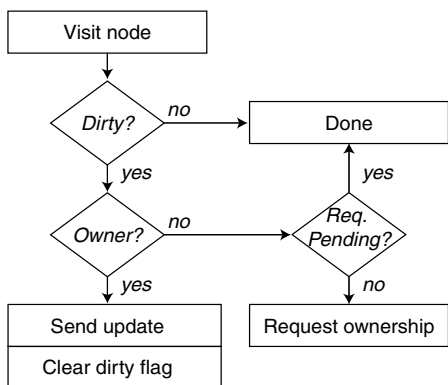 Visit node
Dirty?
no
Done
yes
yes
Owner?
no
Req.
Pending?
yes
no
Send update
Request ownership
Clear dirty flag